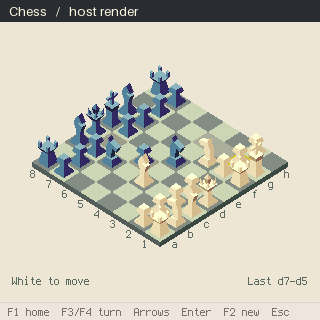 Chess / host render
8
7
6
5
4
3
2
1
a
b
c
d
e
f
g
h
White to move Last d7-d5
F1 home F3/F4 turn Arrows Enter F2 new Esc